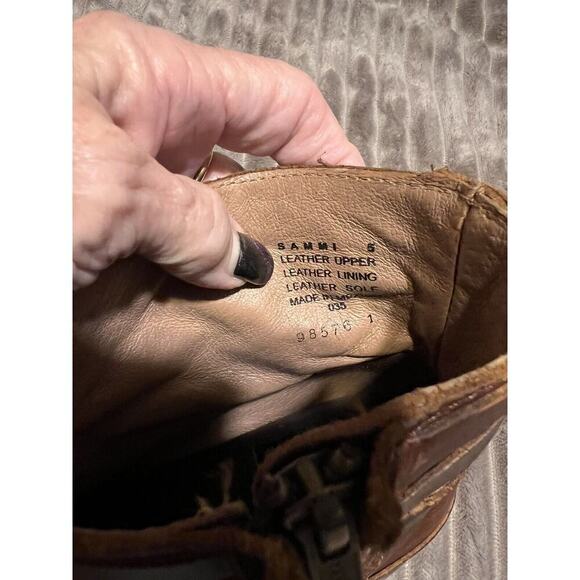 SAMMI 5
LEATHER UPPER
LEATHER LINING
LEATHER SOLE
MADE IN
035
98576 1